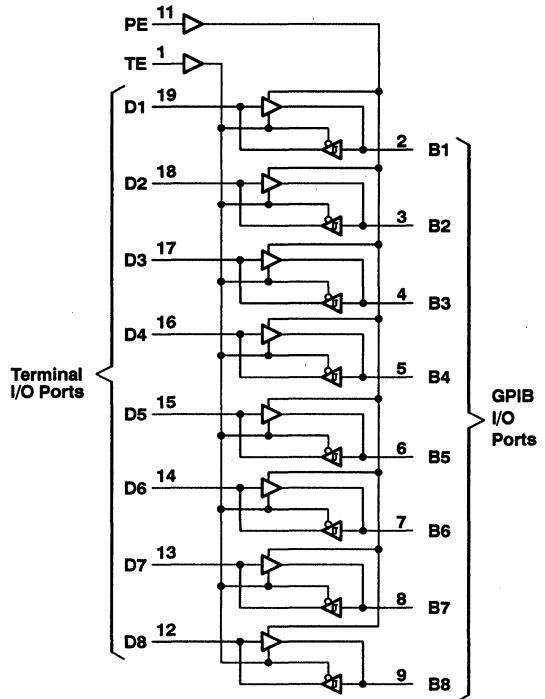 PE 11
TE 1
D1 19
2 B1
D2 18
3 B2
D3 17
4 B3
D4 16
5 B4
Terminal
I/O Ports
D5 15
6 B5
GPIB
I/O
Ports
D6 14
7 B6
D7 13
8 B7
D8 12
9 B8